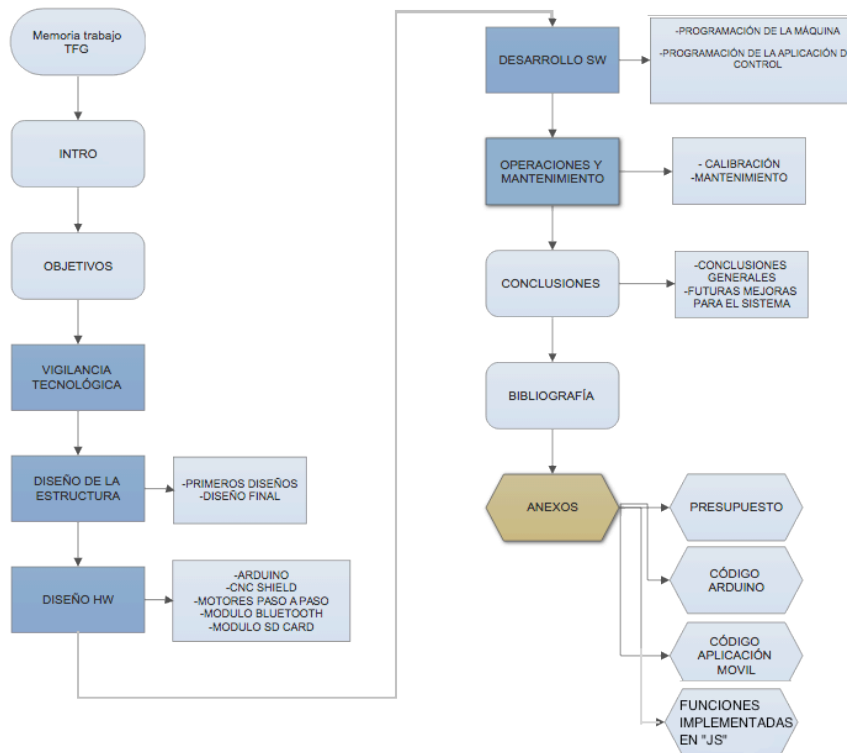 Memoria trabajo
TFG
INTRO
OBJETIVOS
VIGILANCIA
TECNOLÓGICA
DISEÑO DE LA
ESTRUCTURA
-PRIMEROS DISEÑOS
-DISEÑO FINAL
DISEÑO HW
-ARDUINO
-CNC SHIELD
-MOTORES PASO A PASO
-MODULO BLUETOOTH
-MODULO SD CARD
DESARROLLO SW
-PROGRAMACIÓN DE LA MÁQUINA
-PROGRAMACIÓN DE LA APLICACIÓN D
CONTROL
OPERACIONES Y
MANTENIMIENTO
- CALIBRACIÓN
-MANTENIMIENTO
CONCLUSIONES
-CONCLUSIONES
GENERALES
-FUTURAS MEJORAS
PARA EL SISTEMA
BIBLIOGRAFÍA
ANEXOS
PRESUPUESTO
CÓDIGO
ARDUINO
CÓDIGO
APLICACIÓN
MOVIL
FUNCIONES
IMPLEMENTADAS
EN "JS"